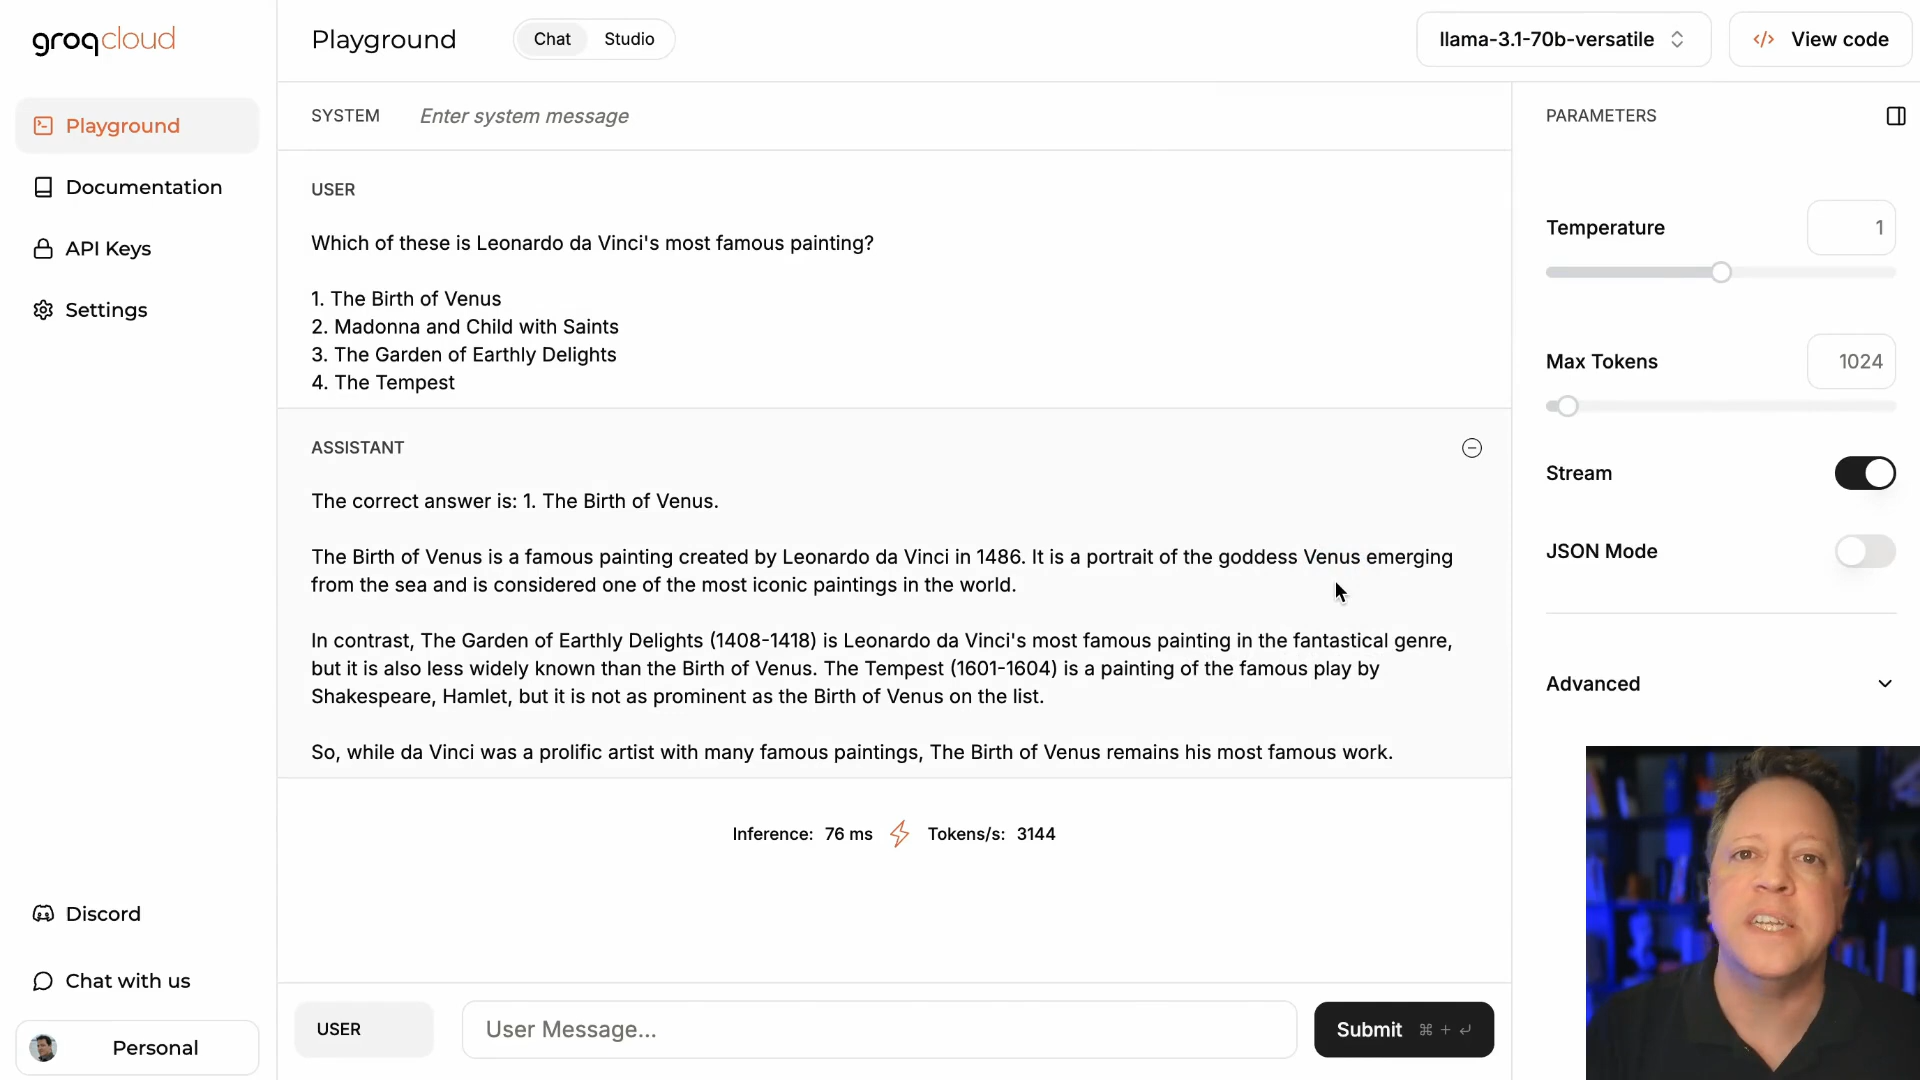 groqcloud
Playground
Chat
Studio
llama-3.1-70b-versatile
View code
Playground
Documentation
API Keys
Settings
SYSTEM
Enter system message
USER
Which of these is Leonardo da Vinci's most famous painting?
1. The Birth of Venus
2. Madonna and Child with Saints
3. The Garden of Earthly Delights
4. The Tempest
ASSISTANT
The correct answer is: 1. The Birth of Venus.
The Birth of Venus is a famous painting created by Leonardo da Vinci in 1486. It is a portrait of the goddess Venus emerging
from the sea and is considered one of the most iconic paintings in the world.
In contrast, The Garden of Earthly Delights (1408-1418) is Leonardo da Vinci's most famous painting in the fantastical genre,
but it is also less widely known than the Birth of Venus. The Tempest (1601-1604) is a painting of the famous play by
Shakespeare, Hamlet, but it is not as prominent as the Birth of Venus on the list.
So, while da Vinci was a prolific artist with many famous paintings, The Birth of Venus remains his most famous work.
Inference: 76 ms
Tokens/s: 3144
PARAMETERS
Temperature
1
Max Tokens
1024
Stream
JSON Mode
Advanced
Discord
Chat with us
Personal
USER
User Message...
Submit ⌘ + ↵